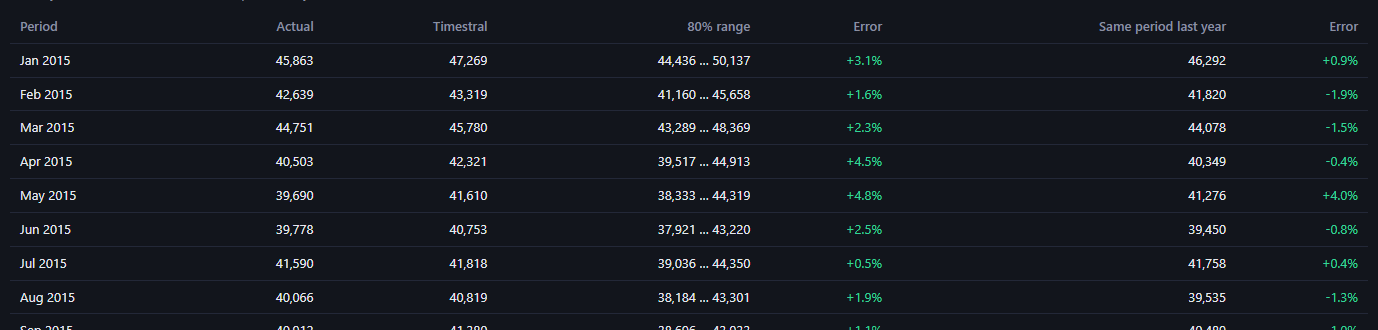 Period Actual Timestral 80% range Error Same period last year Error
Jan 2015 45,863 47,269 44,436 ... 50,137 +3.1% 46,292 +0.9%
Feb 2015 42,639 43,319 41,160 ... 45,658 +1.6% 41,820 -1.9%
Mar 2015 44,751 45,780 43,289 ... 48,369 +2.3% 44,078 -1.5%
Apr 2015 40,503 42,321 39,517 ... 44,913 +4.5% 40,349 -0.4%
May 2015 39,690 41,610 38,333 ... 44,319 +4.8% 41,276 +4.0%
Jun 2015 39,778 40,753 37,921 ... 43,220 +2.5% 39,450 -0.8%
Jul 2015 41,590 41,818 39,036 ... 44,350 +0.5% 41,758 +0.4%
Aug 2015 40,066 40,819 38,184 ... 43,301 +1.9% 39,535 -1.3%
Sep 2015